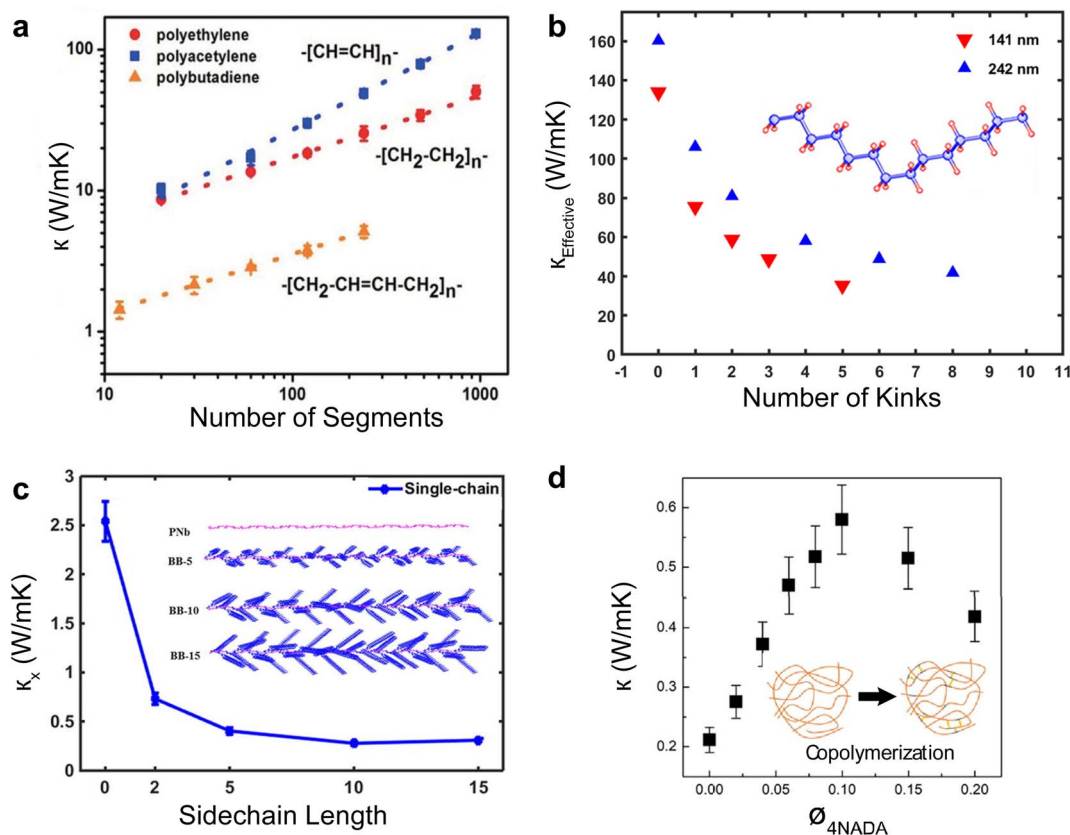 a
polyethylene
polyacetylene
polybutadiene
-[CH=CH]n-
-[CH2-CH2]n-
-[CH2-CH=CH-CH2]n-
κ (W/mK)
100
10
1
10
100
1000
Number of Segments
b
141 nm
242 nm
κEffective (W/mK)
160
140
120
100
80
60
40
20
0
-1 0 1 2 3 4 5 6 7 8 9 10 11
Number of Kinks
c
Single-chain
PNb
BB-5
BB-10
BB-15
κx (W/mK)
3
2.5
2
1.5
1
0.5
0
0 2 5 10 15
Sidechain Length
d
κ (W/mK)
0.6
0.5
0.4
0.3
0.2
Copolymerization
0.00 0.05 0.10 0.15 0.20
Ø4NADA